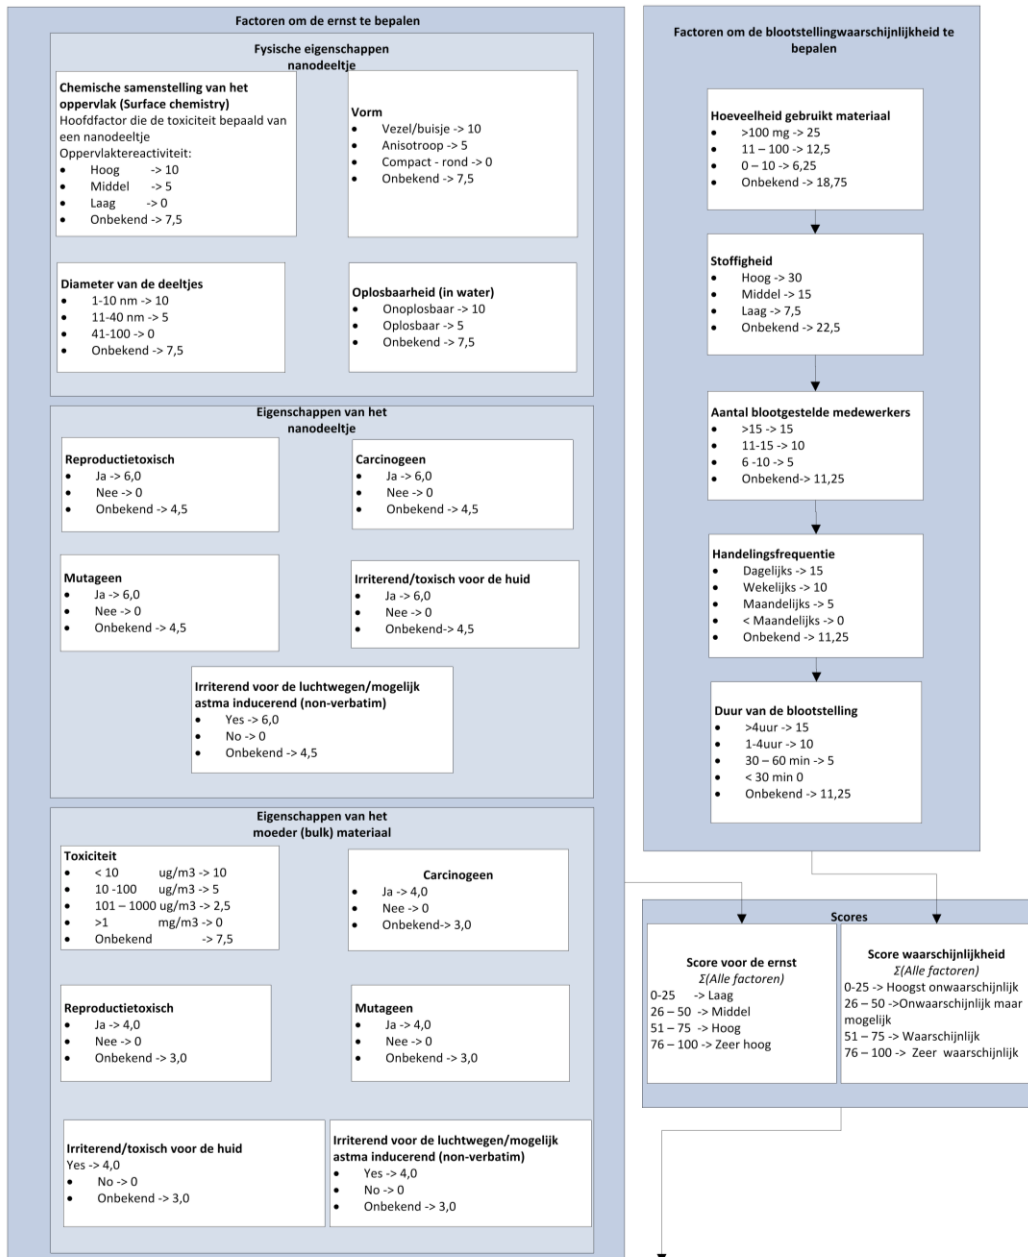 Factoren om de ernst te bepalen
Fysische eigenschappen
nanodeeltje
Chemische samenstelling van het
oppervlak (Surface chemistry)
Hoofdfactor die de toxiciteit bepaald van
een nanodeeltje
Oppervlaktereactiviteit:
• Hoog -> 10
• Middel -> 5
• Laag -> 0
• Onbekend -> 7,5
Vorm
• Vezel/buisje -> 10
• Anisotroop -> 5
• Compact - rond -> 0
• Onbekend -> 7,5
Diameter van de deeltjes
• 1-10 nm -> 10
• 11-40 nm -> 5
• 41-100 -> 0
• Onbekend -> 7,5
Oplosbaarheid (in water)
• Onoplosbaar -> 10
• Oplosbaar -> 5
• Onbekend -> 7,5
Eigenschappen van het
nanodeeltje
Reproductietoxisch
• Ja -> 6,0
• Nee -> 0
• Onbekend -> 4,5
Carcinogeen
• Ja -> 6,0
• Nee -> 0
• Onbekend -> 4,5
Mutageen
• Ja -> 6,0
• Nee -> 0
• Onbekend -> 4,5
Irriterend/toxisch voor de huid
• Ja -> 6,0
• Nee -> 0
• Onbekend-> 4,5
Irriterend voor de luchtwegen/mogelijk
astma inducerend (non-verbatim)
• Yes -> 6,0
• No -> 0
• Onbekend -> 4,5
Eigenschappen van het
moeder (bulk) materiaal
Toxiciteit
• < 10 ug/m3 -> 10
• 10 -100 ug/m3 -> 5
• 101 – 1000 ug/m3 -> 2,5
• >1 mg/m3 -> 0
• Onbekend -> 7,5
Carcinogeen
• Ja -> 4,0
• Nee -> 0
• Onbekend-> 3,0
Reproductietoxisch
• Ja -> 4,0
• Nee -> 0
• Onbekend -> 3,0
Mutageen
• Ja -> 4,0
• Nee -> 0
• Onbekend -> 3,0
Irriterend/toxisch voor de huid
Yes -> 4,0
• No -> 0
• Onbekend -> 3,0
Irriterend voor de luchtwegen/mogelijk
astma inducerend (non-verbatim)
• Yes -> 4,0
• No -> 0
• Onbekend -> 3,0
Factoren om de blootstellingwaarschijnlijkheid te
bepalen
Hoeveelheid gebruikt materiaal
• >100 mg -> 25
• 11 – 100 -> 12,5
• 0 – 10 -> 6,25
• Onbekend -> 18,75
Stoffigheid
• Hoog -> 30
• Middel -> 15
• Laag -> 7,5
• Onbekend -> 22,5
Aantal blootgestelde medewerkers
• >15 -> 15
• 11-15 -> 10
• 6 -10 -> 5
• Onbekend-> 11,25
Handelingsfrequentie
• Dagelijks -> 15
• Wekelijks -> 10
• Maandelijks -> 5
• < Maandelijks -> 0
• Onbekend -> 11,25
Duur van de blootstelling
• >4uur -> 15
• 1-4uur -> 10
• 30 – 60 min -> 5
• < 30 min 0
• Onbekend -> 11,25
Scores
Score voor de ernst
Σ(Alle factoren)
0-25 -> Laag
26 – 50 -> Middel
51 – 75 -> Hoog
76 – 100 -> Zeer hoog
Score waarschijnlijkheid
Σ(Alle factoren)
0-25 -> Hoogst onwaarschijnlijk
26 – 50 ->Onwaarschijnlijk maar
mogelijk
51 – 75 -> Waarschijnlijk
76 – 100 -> Zeer waarschijnlijk